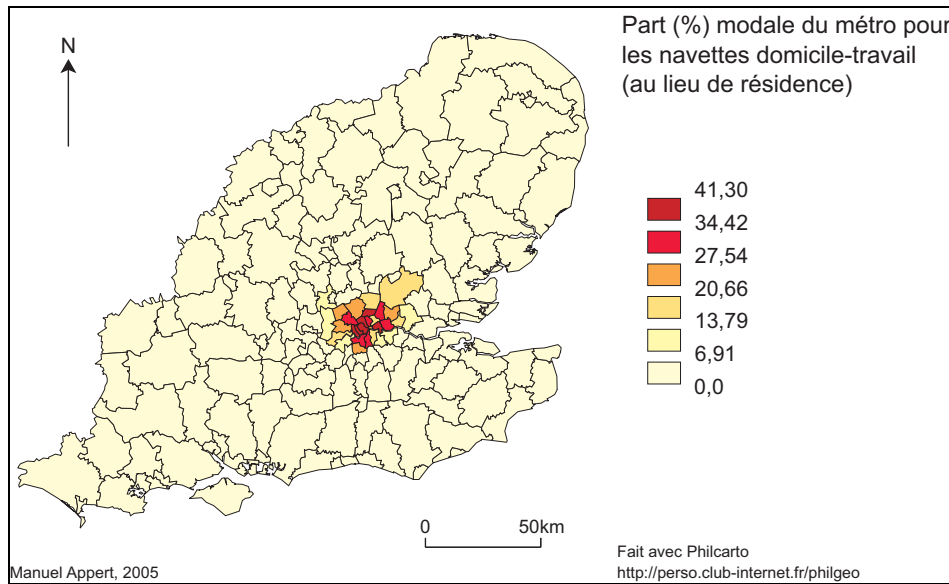 Part (%) modale du métro pour
les navettes domicile-travail
(au lieu de résidence)
N
41,30
34,42
27,54
20,66
13,79
6,91
0,0
0 50km
Manuel Appert, 2005
Fait avec Philcarto
http://perso.club-internet.fr/philgeo